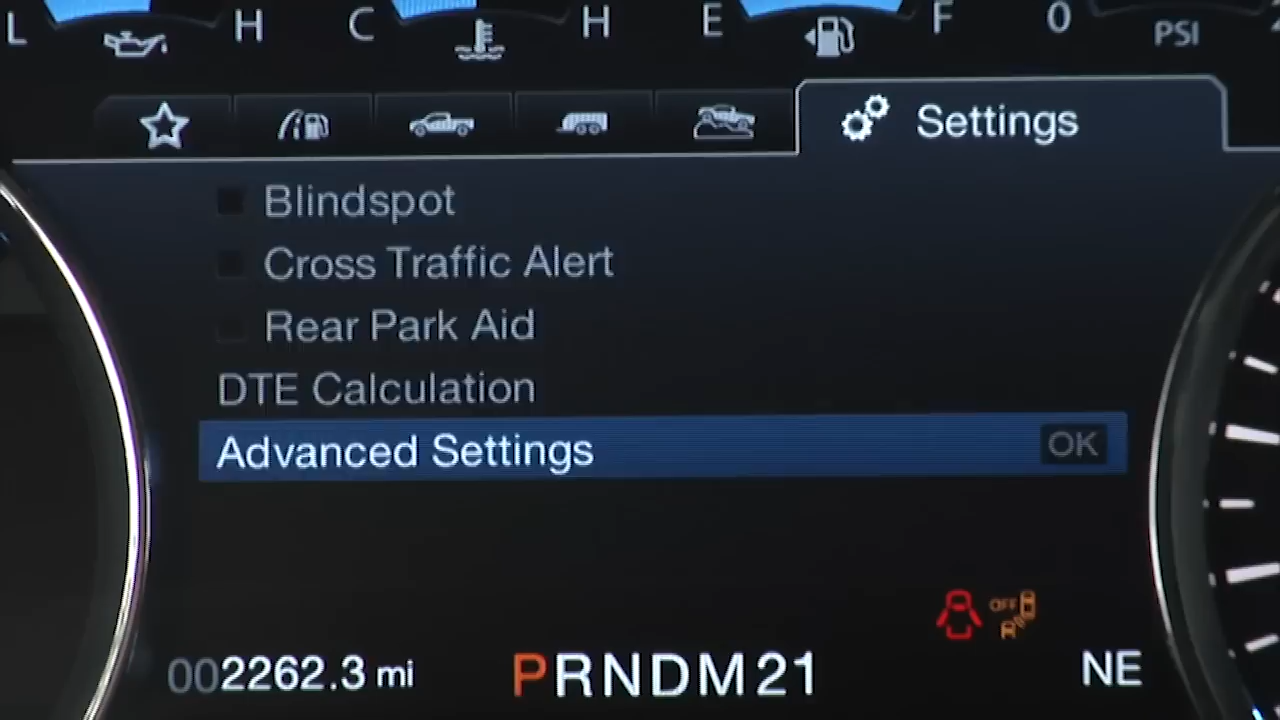 L H C H E F 0 PSI
Settings
Blindspot
Cross Traffic Alert
Rear Park Aid
DTE Calculation
Advanced Settings OK
OFF
R
002262.3 mi PRNDM21 NE